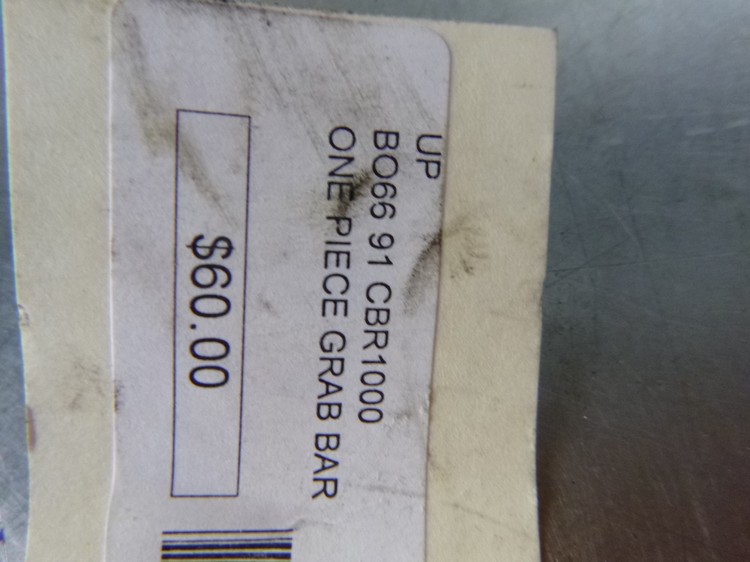 UP
BO66 91 CBR1000
ONE PIECE GRAB BAR
$60.00